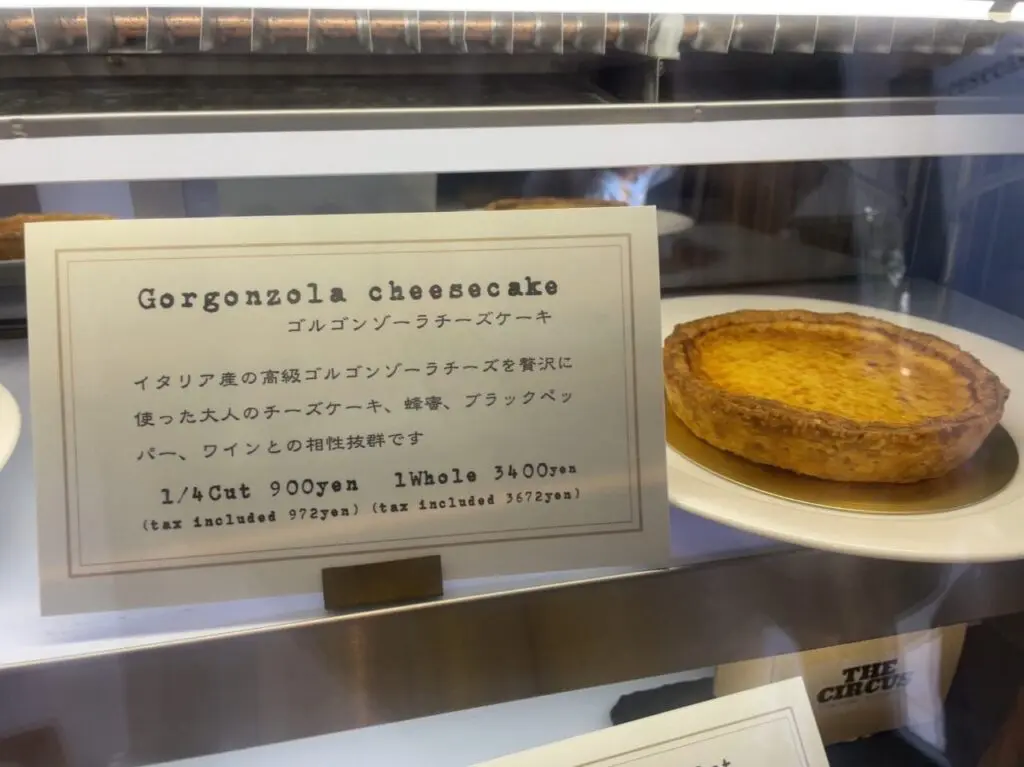 Gorgonzola cheesecake
ゴルゴンゾーラチーズケーキ
イタリア産の高級ゴルゴンゾーラチーズを贅沢に
使った大人のチーズケーキ、蜂蜜、ブラックペッ
パー、ワインとの相性抜群です
1/4Cut 900yen 1Whole 3400yen
(tax included 972yen) (tax included 3672yen)
THE
CIRCUS